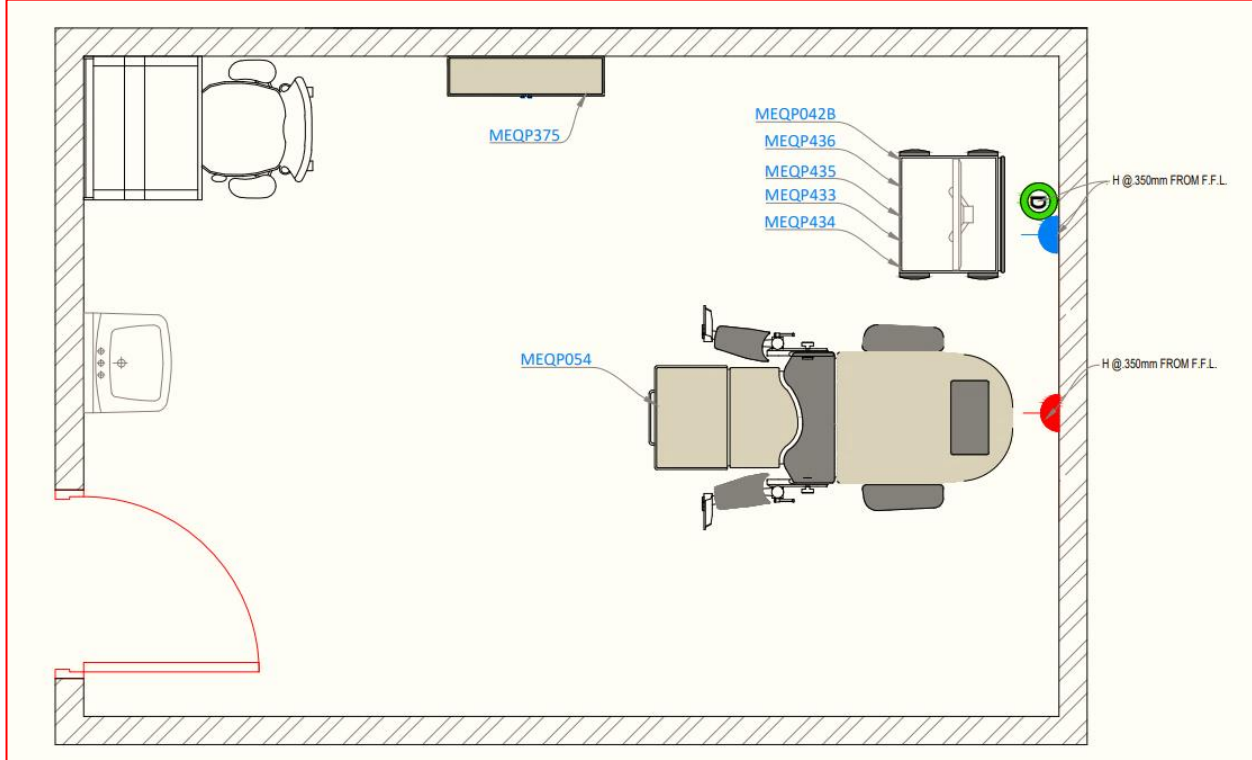 MEQP042B
MEQP375
MEQP436
MEQP435
MEQP433
MEQP434
D
H @.350mm FROM F.F.L.
MEQP054
H @.350mm FROM F.F.L.